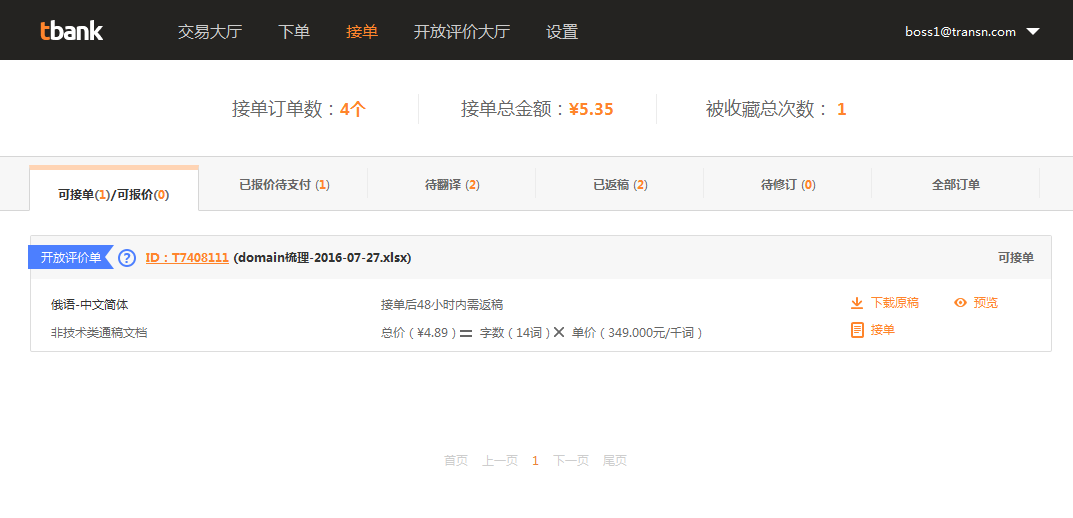 tbank 交易大厅 下单 接单 开放评价大厅 设置 boss1@transn.com
接单订单数：4个 接单总金额：¥5.35 被收藏总次数： 1
可接单(1)/可报价(0) 已报价待支付 (1) 待翻译 (2) 已返稿 (2) 待修订 (0) 全部订单
开放评价单 ? ID：T7408111 (domain梳理-2016-07-27.xlsx) 可接单
俄语-中文简体 接单后48小时内需返稿 下载原稿 预览
非技术类通稿文档 总价（¥4.89）= 字数（14词）× 单价（349.000元/千词） 接单
首页 上一页 1 下一页 尾页